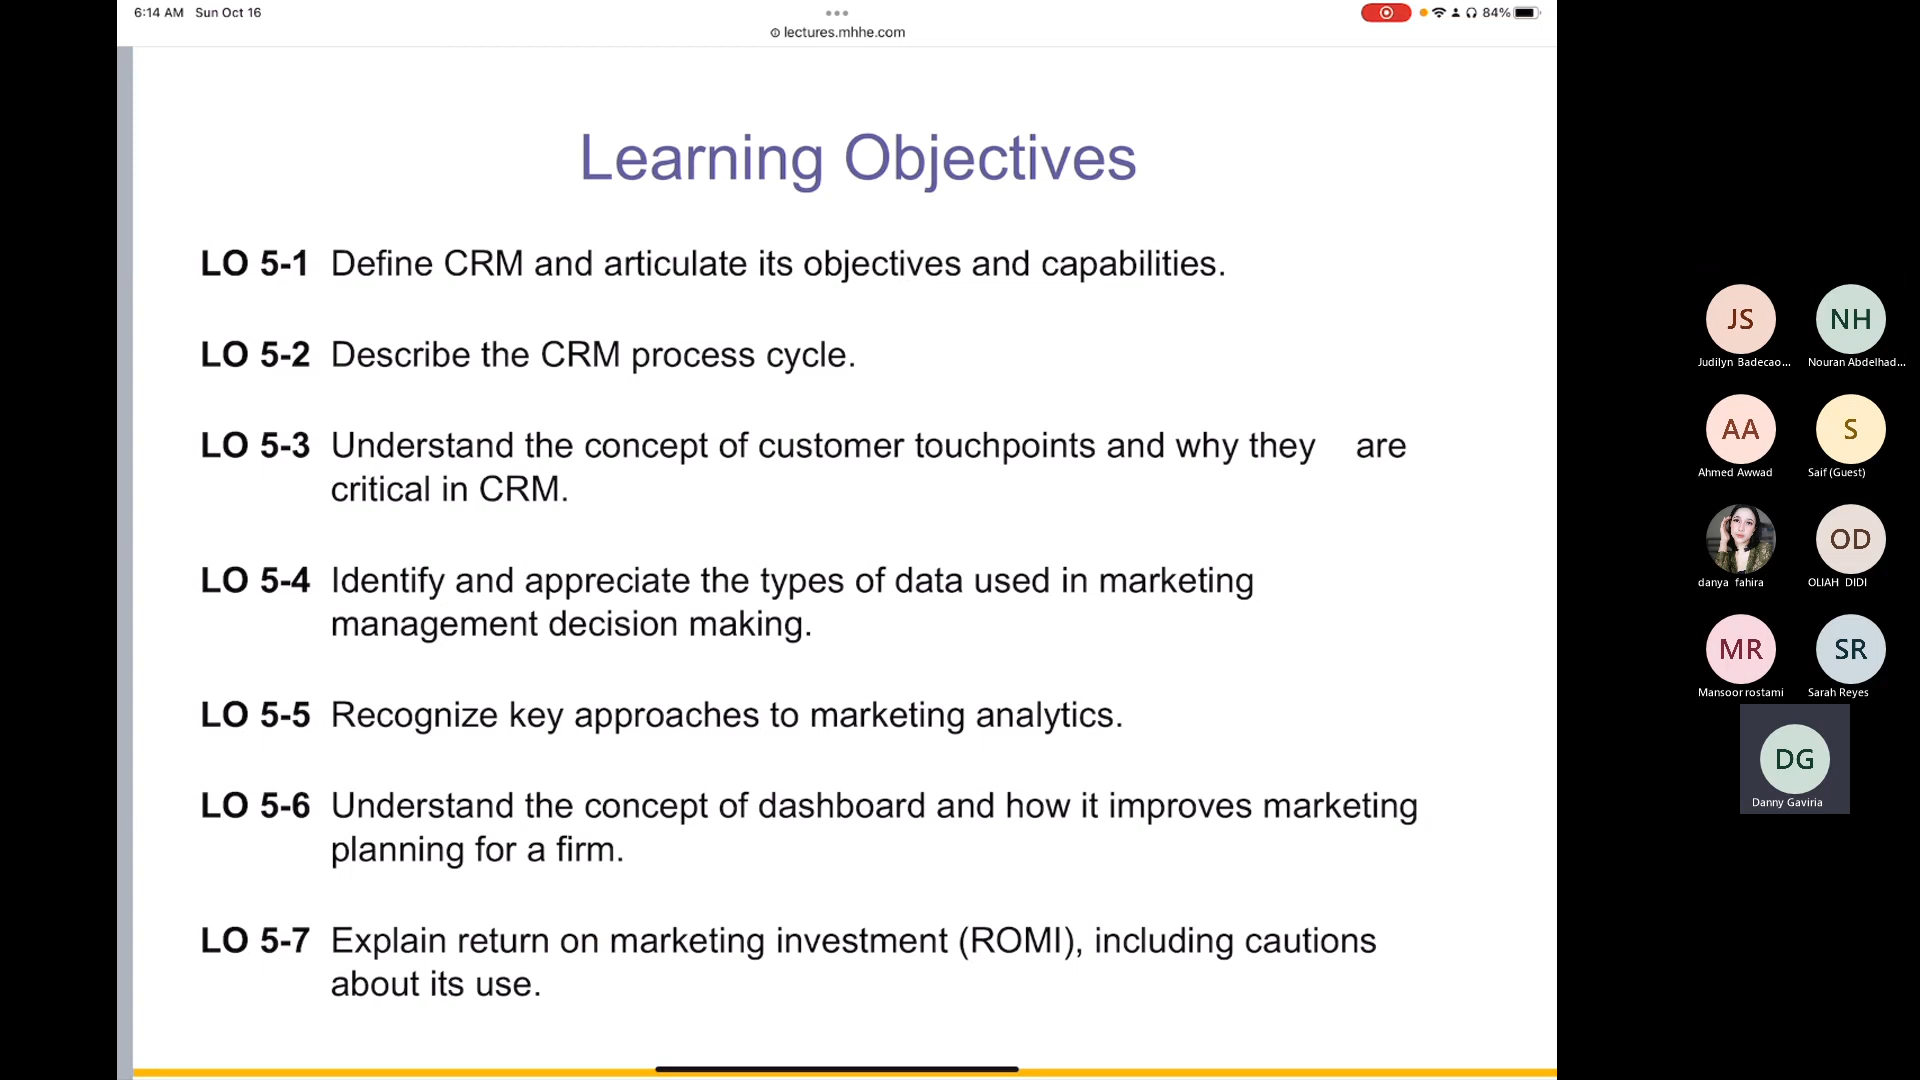 6:14 AM Sun Oct 16
84%
lectures.mhhe.com
Learning Objectives
LO 5-1 Define CRM and articulate its objectives and capabilities.
LO 5-2 Describe the CRM process cycle.
LO 5-3 Understand the concept of customer touchpoints and why they are
critical in CRM.
LO 5-4 Identify and appreciate the types of data used in marketing
management decision making.
LO 5-5 Recognize key approaches to marketing analytics.
LO 5-6 Understand the concept of dashboard and how it improves marketing
planning for a firm.
LO 5-7 Explain return on marketing investment (ROMI), including cautions
about its use.
JS NH
Judilyn Badecao... Nouran Abdelhad...
AA S
Ahmed Awwad Saif (Guest)
OD
danya fahira OLIAH DIDI
MR SR
Mansoor rostami Sarah Reyes
DG
Danny Gaviria